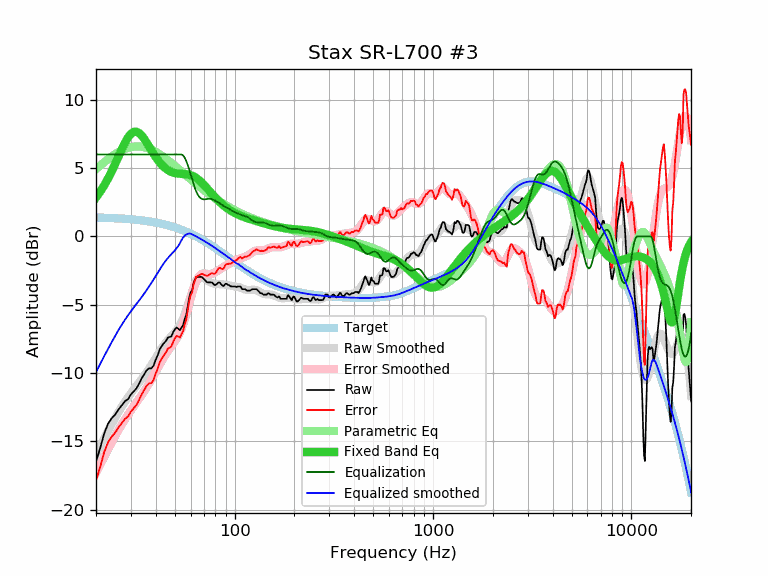 Stax SR-L700 #3
Amplitude (dBr)
10
5
0
−5
−10
−15
−20
Target
Raw Smoothed
Error Smoothed
Raw
Error
Parametric Eq
Fixed Band Eq
Equalization
Equalized smoothed
100
1000
10000
Frequency (Hz)